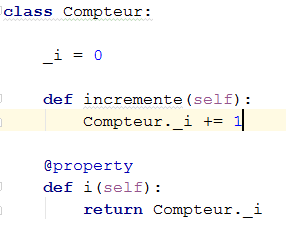 class Compteur:
    _i = 0
    def incremente(self):
        Compteur._i += 1
    @property
    def i(self):
        return Compteur._i